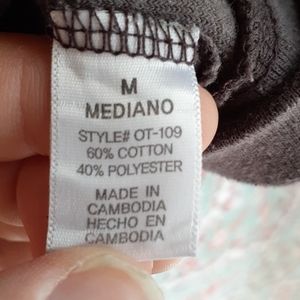 M
MEDIANO
STYLE# OT-109
60% COTTON
40% POLYESTER
MADE IN
CAMBODIA
HECHO EN
CAMBODIA